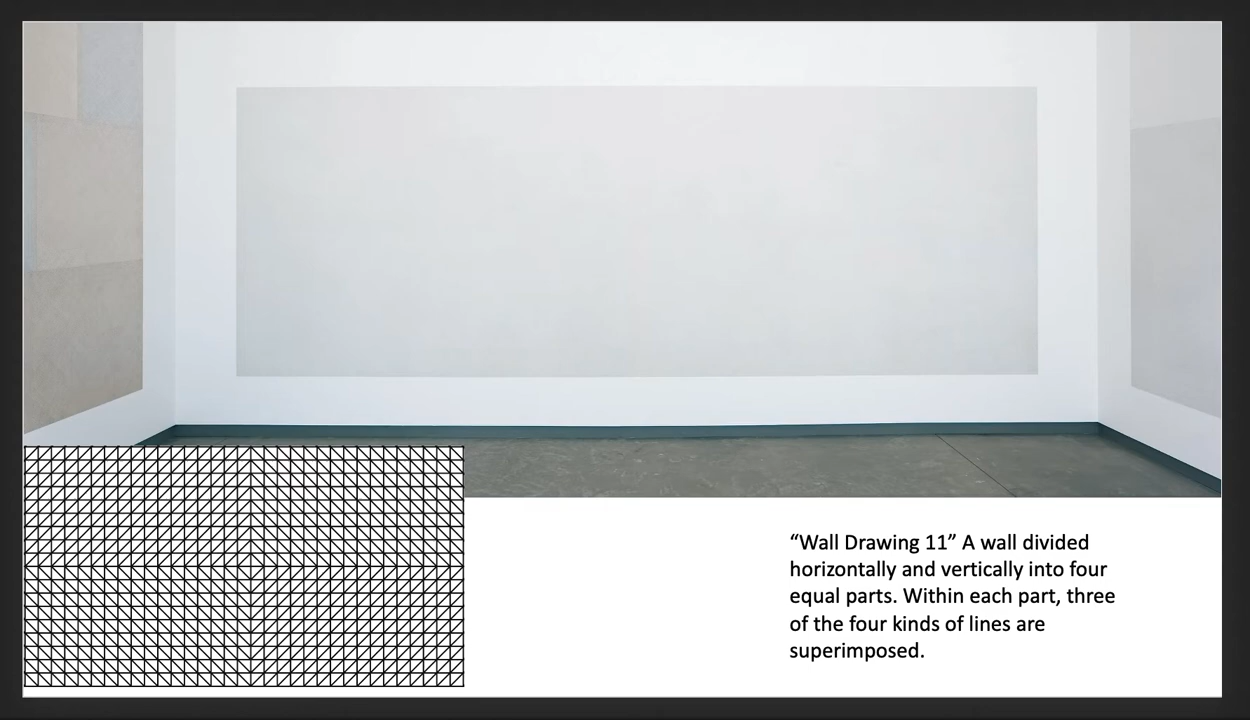 “Wall Drawing 11” A wall divided
horizontally and vertically into four
equal parts. Within each part, three
of the four kinds of lines are
superimposed.